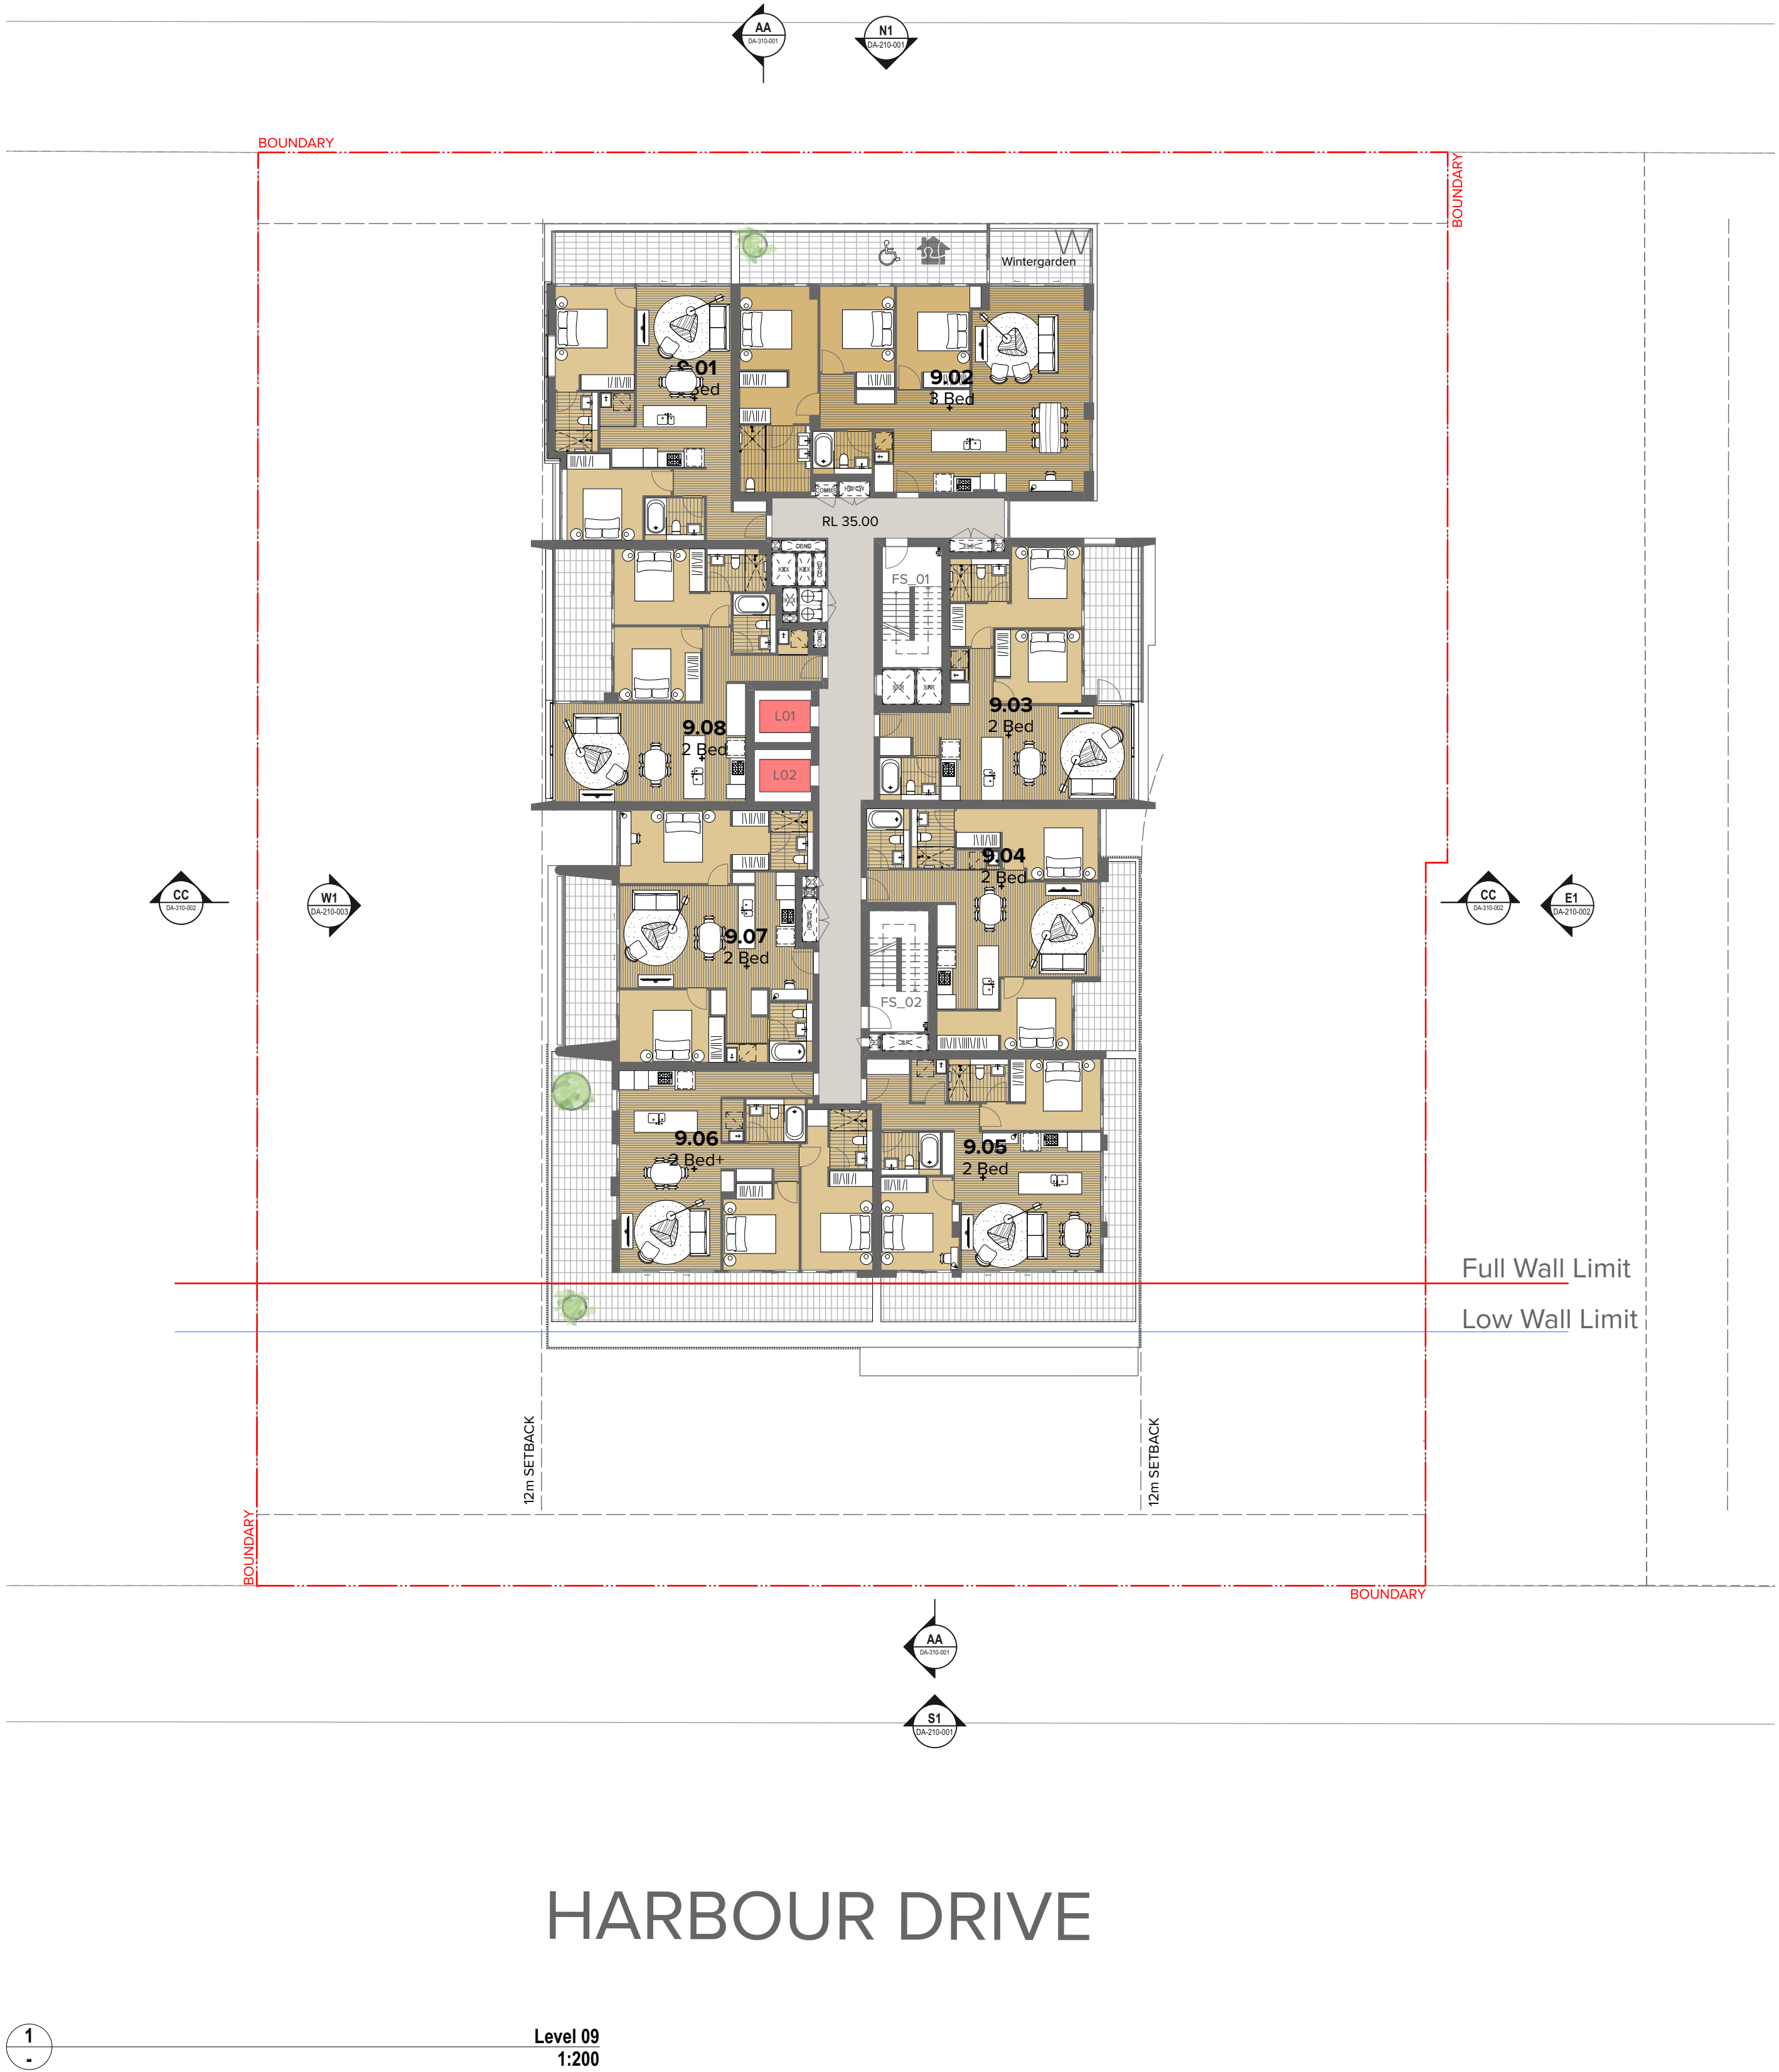 AA
DA-310-001
N1
DA-210-001
BOUNDARY
BOUNDARY
W
Wintergarden
9.01
Bed
9.02
3 Bed
COMMS
RL 35.00
FS_01
9.03
2 Bed
9.08
2 Bed
L01
L02
9.04
2 Bed
CC
DA-310-002
W1
DA-210-003
CC
DA-310-002
E1
DA-210-002
9.07
2 Bed
FS_02
9.06
2 Bed+
9.05
2 Bed
Full Wall Limit
Low Wall Limit
12m SETBACK
12m SETBACK
BOUNDARY
BOUNDARY
AA
DA-310-001
S1
DA-210-001
HARBOUR DRIVE
1
-
Level 09
1:200